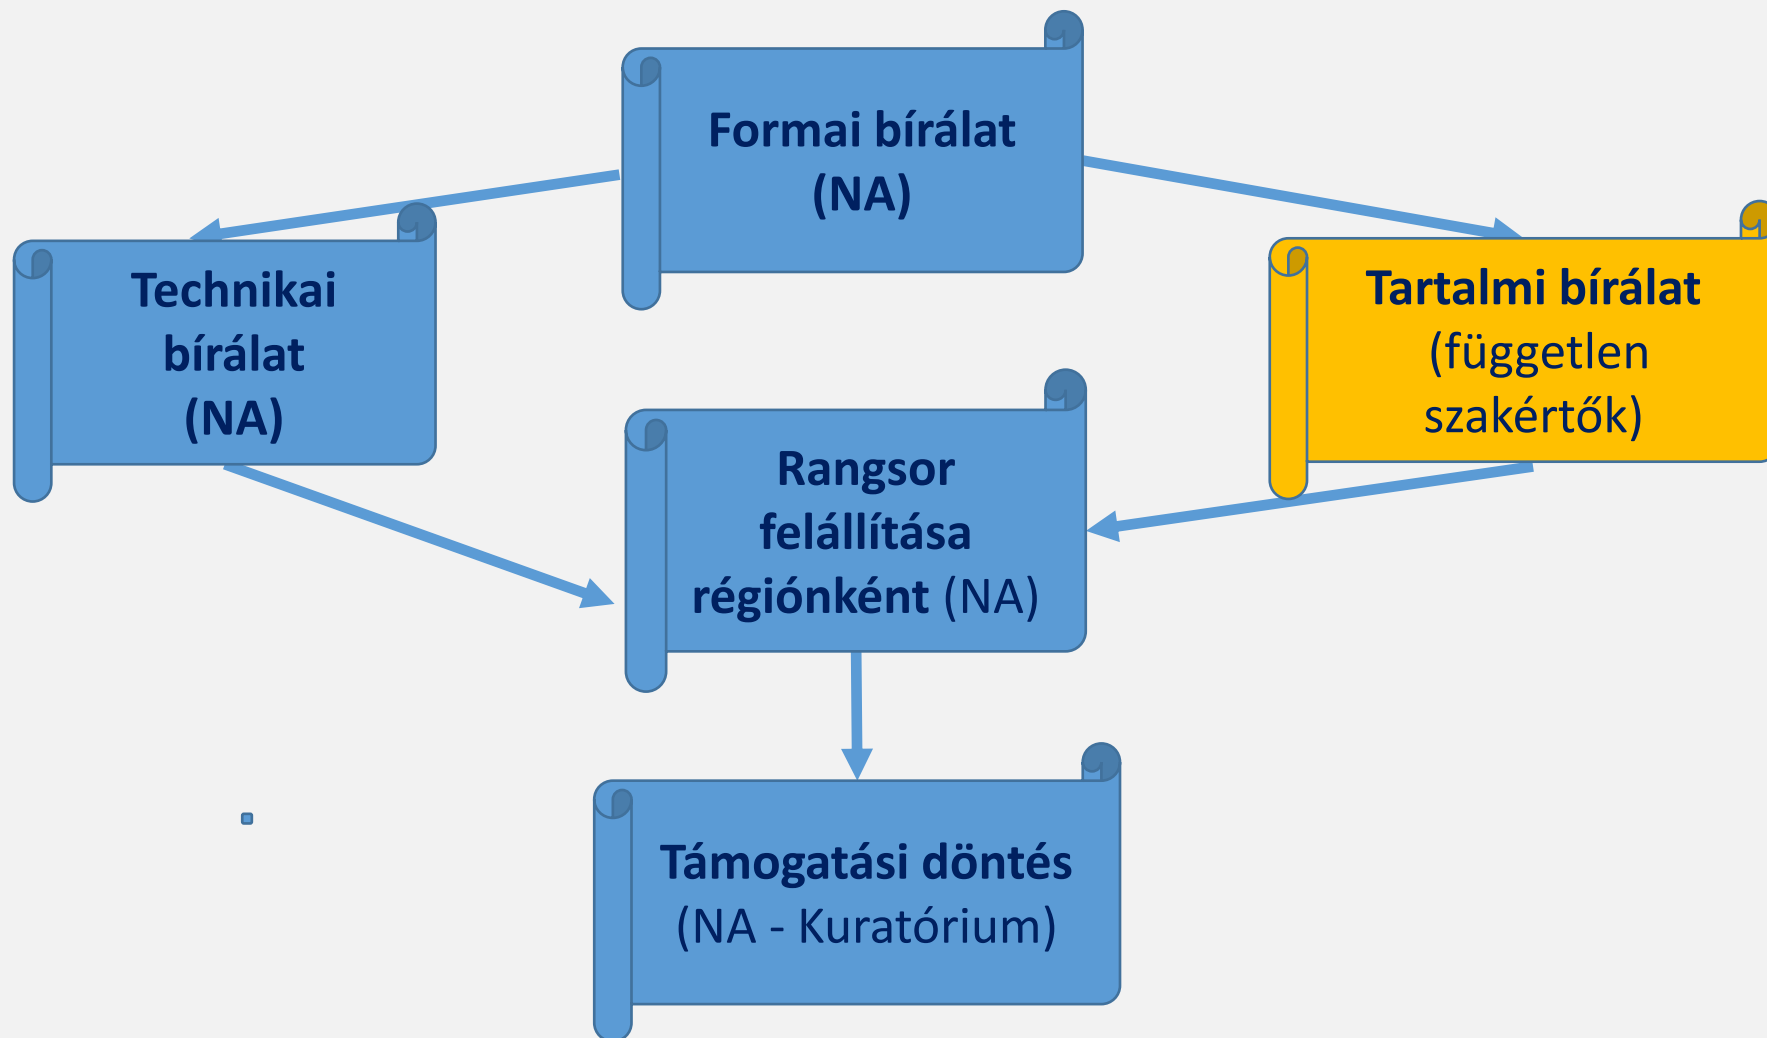 Formai bírálat
(NA)
Technikai
bírálat
(NA)
Tartalmi bírálat
(független
szakértők)
Rangsor
felállítása
régiónként (NA)
Támogatási döntés
(NA - Kuratórium)